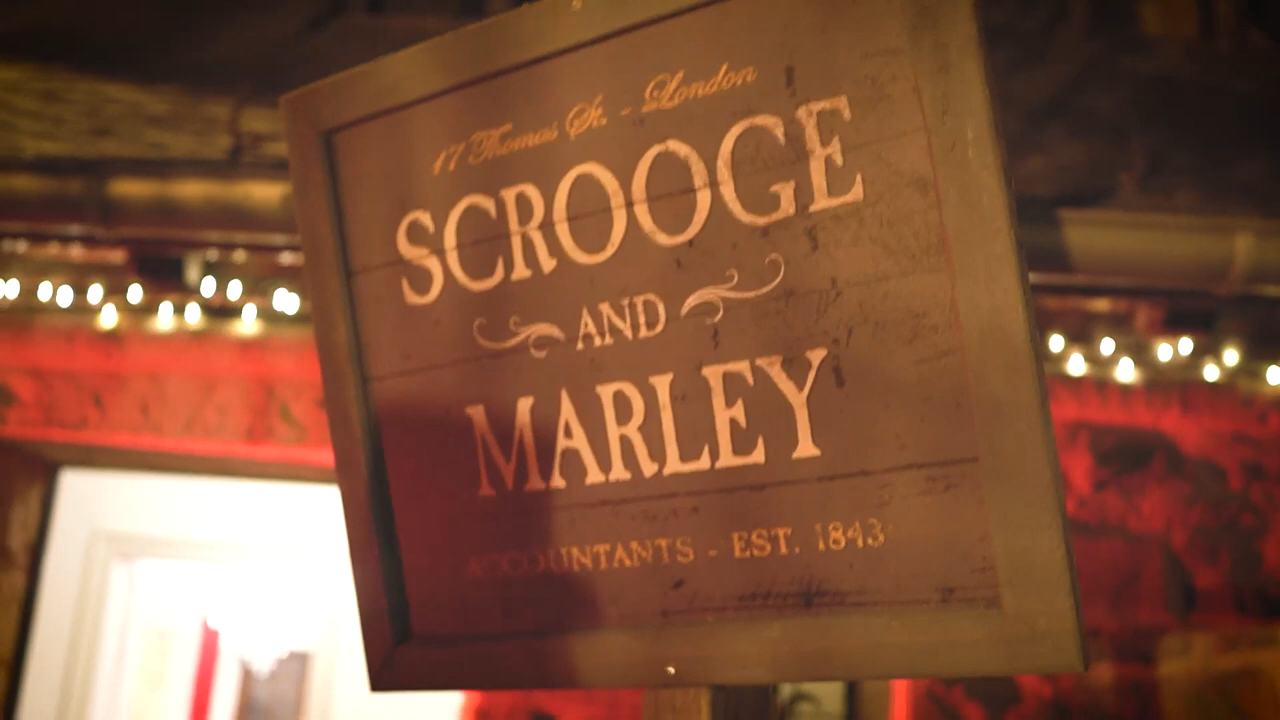 17 Thomas St. - London
SCROOGE
AND
MARLEY
ACCOUNTANTS - EST. 1843